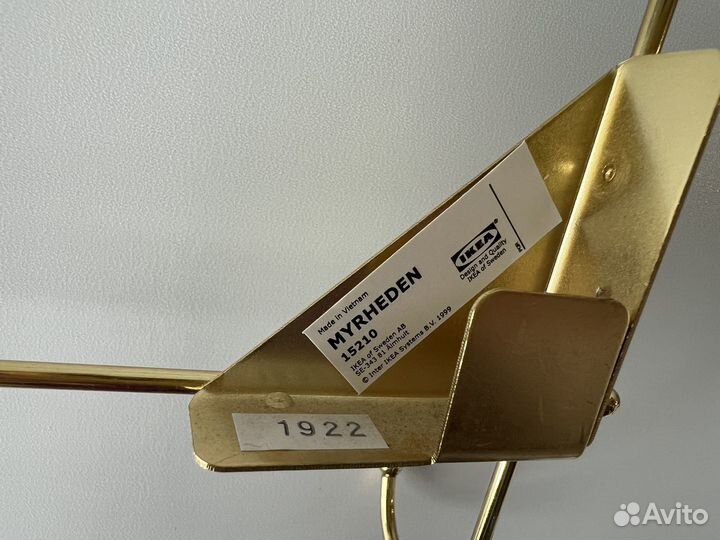 Made in Vietnam
MYRHEDEN
15210
IKEA of Sweden AB
SE-343 81 Älmhult
© Inter IKEA Systems B.V. 1999
IKEA®
Design and Quality
IKEA of Sweden
1922
Avito